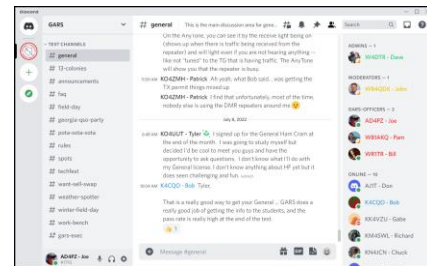 Discord
GARS
# general
This is the main discussion area for gene...
Search
TEXT CHANNELS
# general
# 13-colonies
# announcements
# faq
# field-day
# georgia-qso-party
# pota-sota-iota
# rules
# spots
# techfest
# want-sell-swap
# weather-spotter
# winter-field-day
# work-bench
# gars-exec
AD4PZ - Joe
On the Any tone, you can see it by the receive light being on
(shows up when there is traffic being received from the
repeater) and will light even if you are not hearing anything --
like not "tuned" to the TG that is having traffic. The AnyTone
will show you that the repeater is busy.
KO4ZMH - Patrick Ah yeah, what Bob said.. was getting the
TX permit things mixed up
KO4ZMH - Patrick I find that unfortunately, most of the time,
nobody else is using the DMR repeaters around me
July 8, 2022
KO4UUT - Tyler I signed up for the General Ham Cram at
the end of the month. I was going to study myself but
decided I'd be cool to meet you guys and have the
opportunity to ask questions. I don't know what I'll do with
my General license. I don't know anything about HF yet but it
does seem challenging and fun.
K4CQO - Bob Tyler,
That is a really good way to get your General .. GARS does a
really good job of getting the info to the students, and the
pass rate is really high at the end of the test.
1
Message #general
ADMINS — 1
W4DTR - Dave
MODERATORS — 1
GARS-OFFICERS — 3
AD4PZ - Joe
WB1AKQ - Pam
WR1TR - Bill
ONLINE — 16
AJ1T - Dan
K4CQO - Bob
KK4VZU - Gabe
KM4SWL - Richard
KN4JCN - Chuck